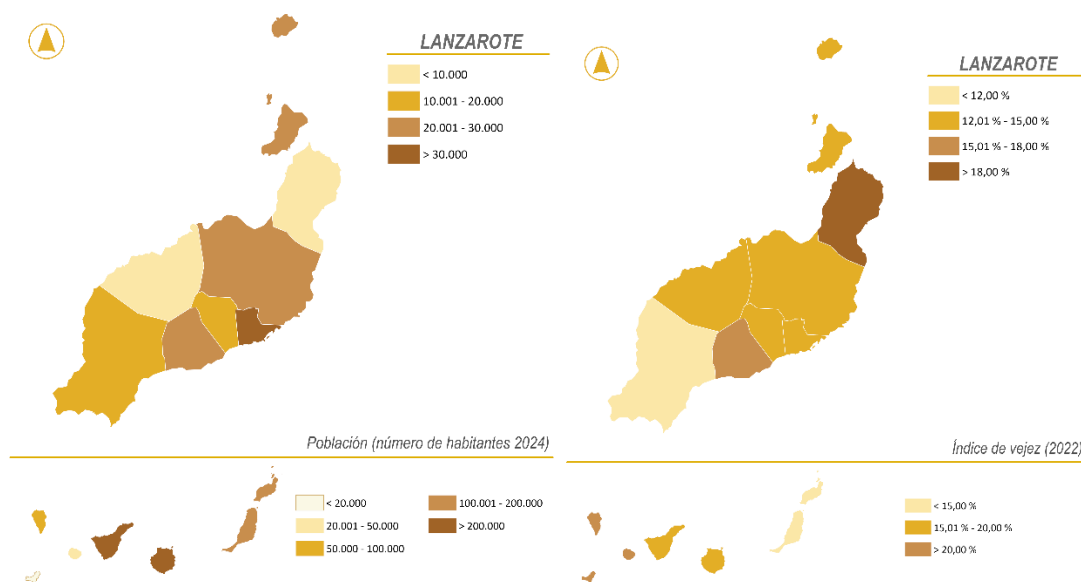 LANZAROTE
< 10.000
10.001 - 20.000
20.001 - 30.000
> 30.000
Población (número de habitantes 2024)
< 20.000
20.001 - 50.000
50.000 - 100.000
100.001 - 200.000
> 200.000
LANZAROTE
< 12,00 %
12,01 % - 15,00 %
15,01 % - 18,00 %
> 18,00 %
Índice de vejez (2022)
< 15,00 %
15,01 % - 20,00 %
> 20,00 %